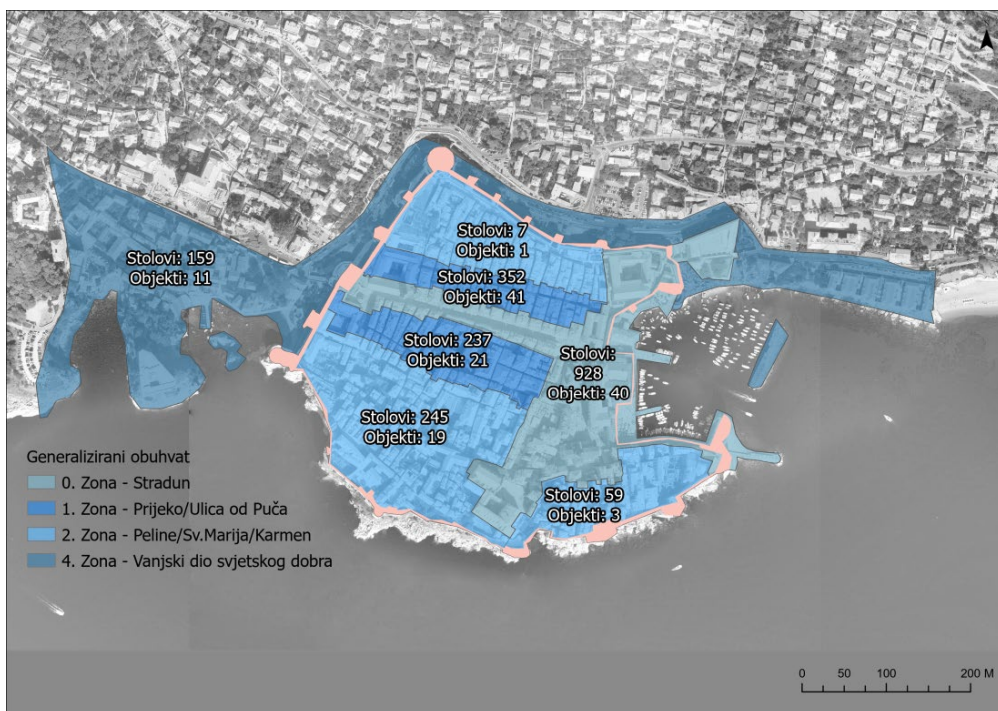 Stolovi: 7
Objekti: 1
Stolovi: 159
Objekti: 11
Stolovi: 352
Objekti: 41
Stolovi: 237
Objekti: 21
Stolovi:
928
Objekti: 40
Stolovi: 245
Objekti: 19
Stolovi: 59
Objekti: 3
Generalizirani obuhvat
0. Zona - Stradun
1. Zona - Prijeko/Ulica od Puča
2. Zona - Peline/Sv.Marija/Karmen
4. Zona - Vanjski dio svjetskog dobra
0 50 100 200 M